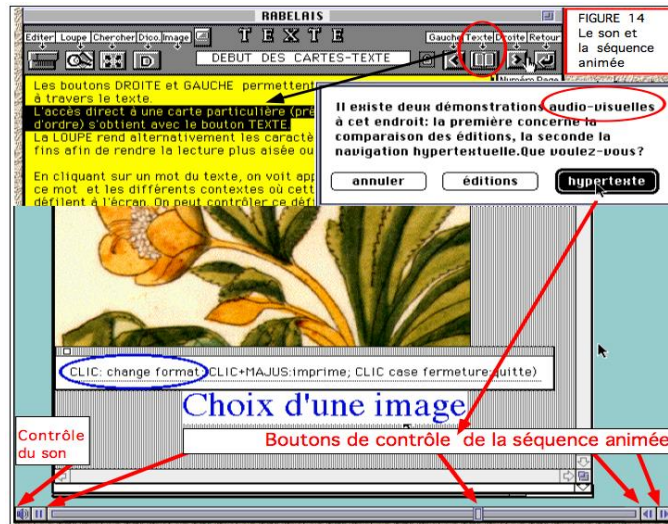 RABELAIS
Editer Loupe Chercher Dico. Image
TEXTE
Gauche Texte Droite Retour
D
DEBUT DES CARTES-TEXTE
Numéro Page
FIGURE 14
Le son et
la séquence
animée
Les boutons DROITE et GAUCHE permettent
à travers le texte.
L'accès direct à une carte particulière (pré
d'ordre) s'obtient avec le bouton TEXTE.
La LOUPE rend alternativement les caractè
fins afin de rendre la lecture plus aisée ou
En cliquant sur un mot du texte, on voit app
ce mot et les différents contextes où cett
défilent à l'écran. On peut contrôler ce défi
Il existe deux démonstrations audio-visuelles
à cet endroit: la première concerne la
comparaison des éditions, la seconde la
navigation hypertextuelle.Que voulez-vous?
annuler
éditions
hypertexte
CLIC: change format; CLIC+MAJUS:imprime; CLIC case fermeture:quitte)
Choix d'une image
Contrôle
du son
Boutons de contrôle de la séquence animée